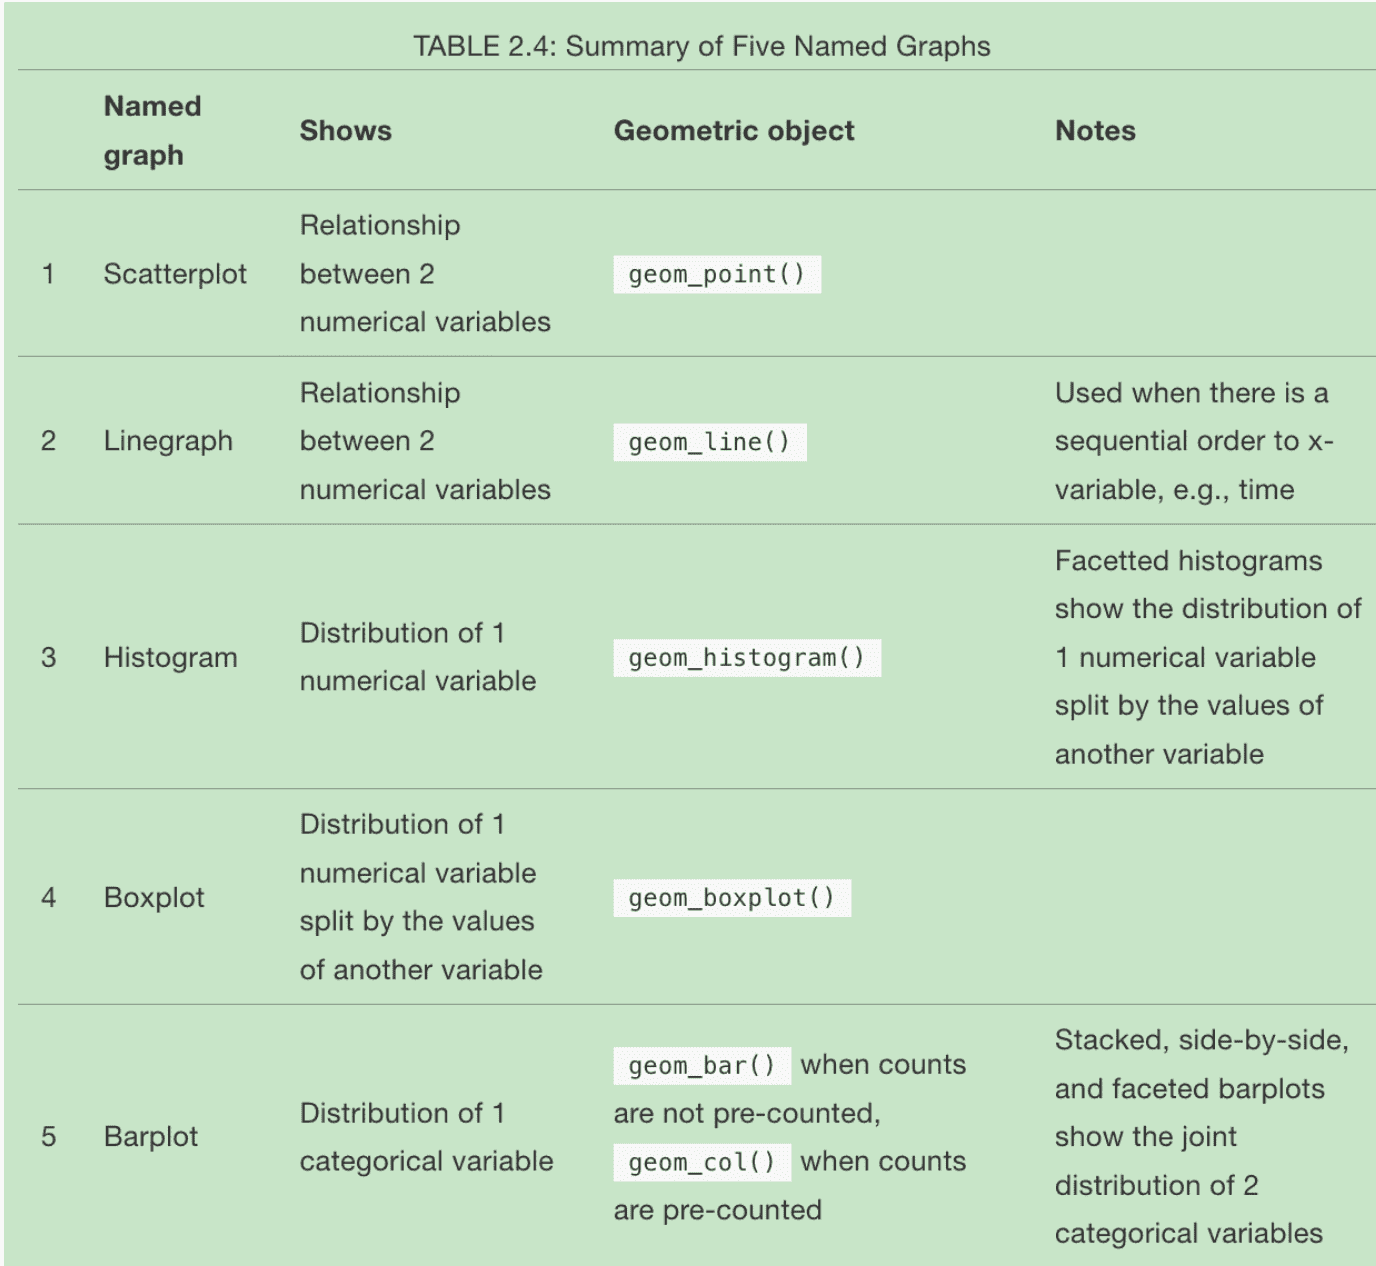 TABLE 2.4: Summary of Five Named Graphs
Named
graph
Shows
Geometric object
Notes
1
Scatterplot
Relationship
between 2
numerical variables
geom_point()
2
Linegraph
Relationship
between 2
numerical variables
geom_line()
Used when there is a
sequential order to x-
variable, e.g., time
3
Histogram
Distribution of 1
numerical variable
geom_histogram()
Facetted histograms
show the distribution of
1 numerical variable
split by the values of
another variable
4
Boxplot
Distribution of 1
numerical variable
split by the values
of another variable
geom_boxplot()
5
Barplot
Distribution of 1
categorical variable
geom_bar() when counts
are not pre-counted,
geom_col() when counts
are pre-counted
Stacked, side-by-side,
and faceted barplots
show the joint
distribution of 2
categorical variables